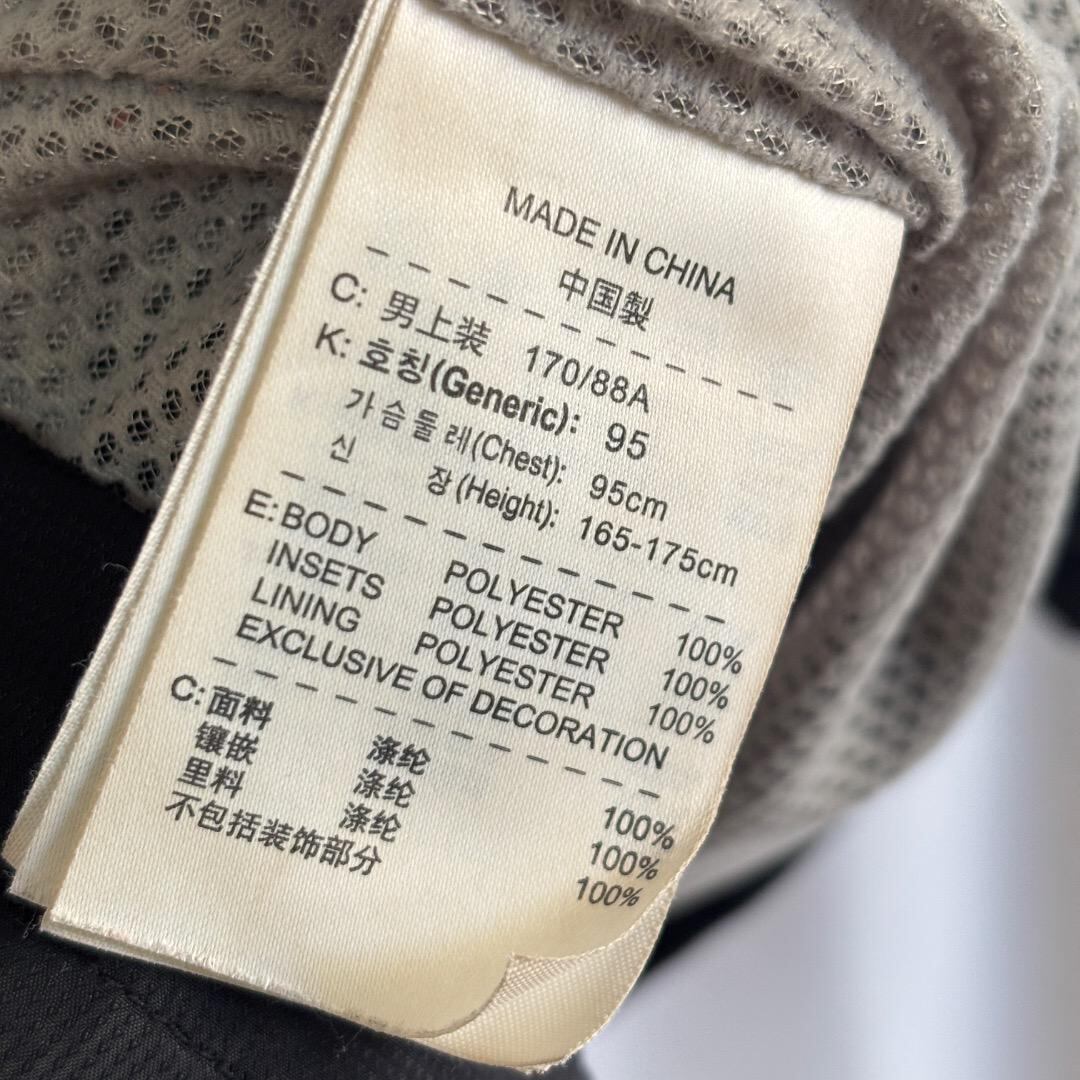 MADE IN CHINA
中国製
C: 男上装 170/88A
K: 호칭(Generic): 95
가슴둘레(Chest): 95cm
신 장(Height): 165-175cm
E: BODY POLYESTER 100%
INSETS POLYESTER 100%
LINING POLYESTER 100%
EXCLUSIVE OF DECORATION
C: 面料 涤纶 100%
镶嵌 涤纶 100%
里料 涤纶 100%
不包括装饰部分